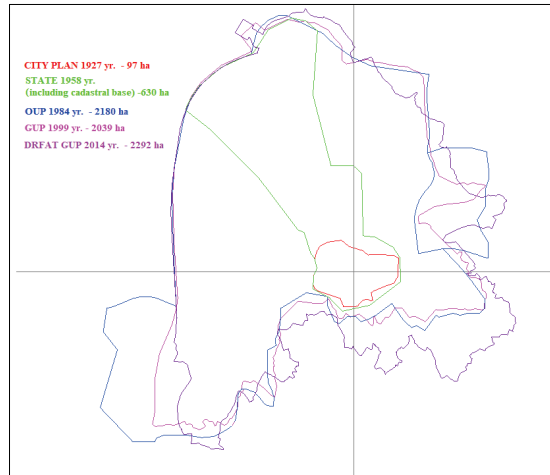 CITY PLAN 1927 yr. - 97 ha
STATE 1958 yr.
(including cadastral base) -630 ha
OUP 1984 yr. - 2180 ha
GUP 1999 yr. - 2039 ha
DRFAT GUP 2014 yr. - 2292 ha